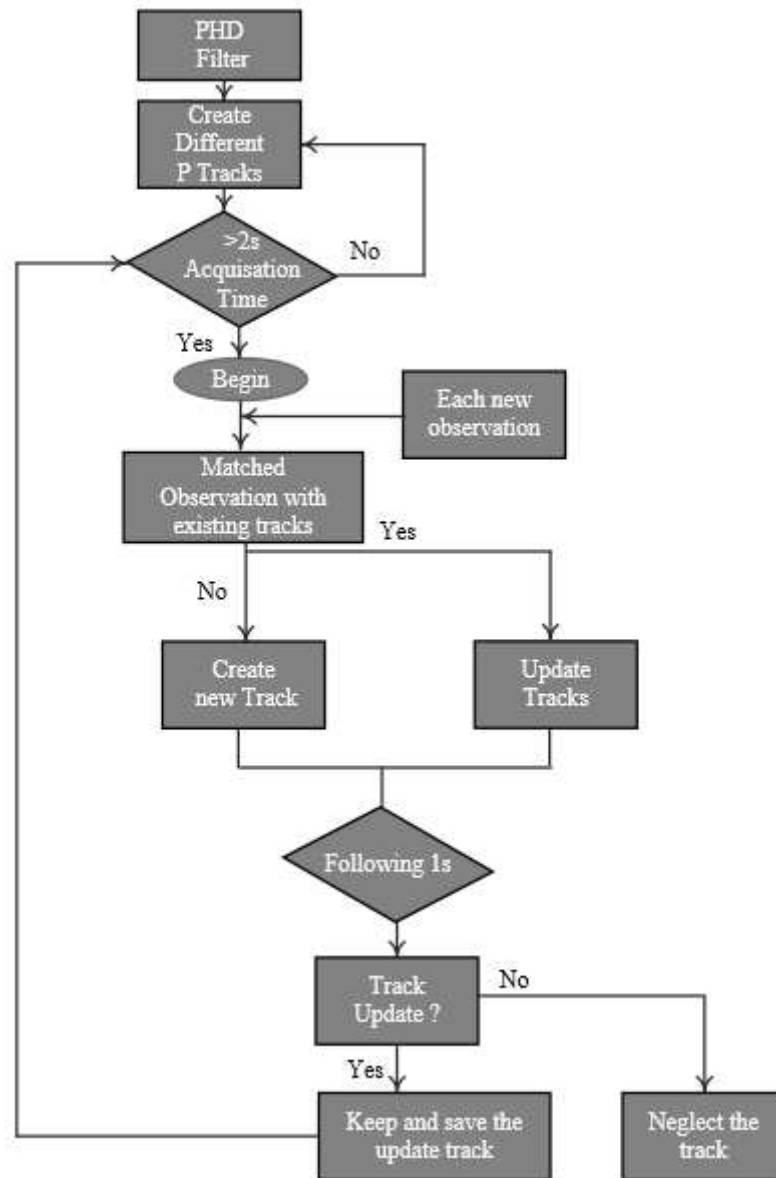 PHD
Filter
Create
Different
P Tracks
>2s
Acquisation
Time
No
Yes
Begin
Each new
observation
Matched
Observation with
existing tracks
Yes
No
Create
new Track
Update
Tracks
Following 1s
Track
Update ?
No
Yes
Keep and save the
update track
Neglect the
track